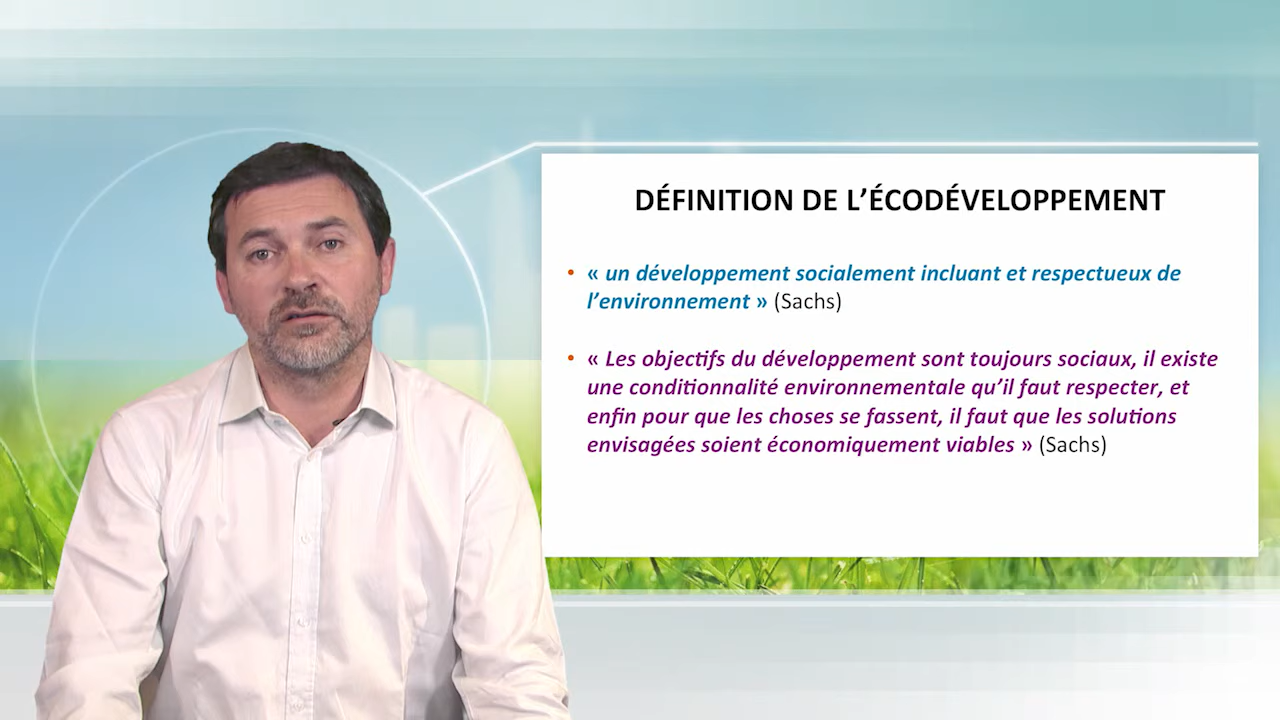 DÉFINITION DE L’ÉCODÉVELOPPEMENT
• « un développement socialement incluant et respectueux de
l’environnement » (Sachs)
• « Les objectifs du développement sont toujours sociaux, il existe
une conditionnalité environnementale qu’il faut respecter, et
enfin pour que les choses se fassent, il faut que les solutions
envisagées soient économiquement viables » (Sachs)